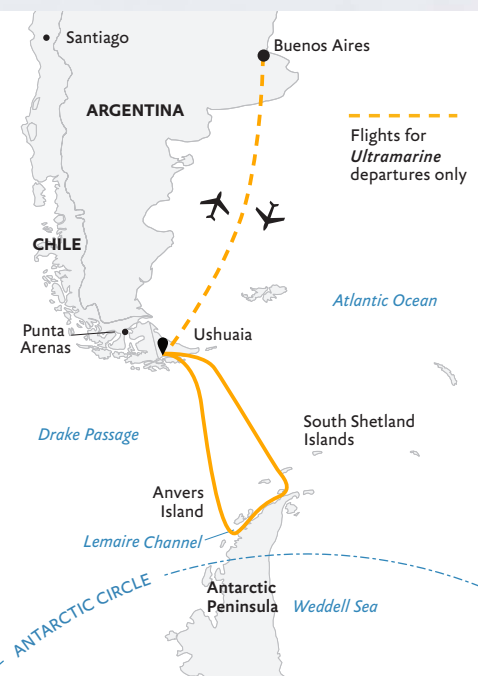 Santiago
Buenos Aires
ARGENTINA
Flights for
Ultramarine
departures only
CHILE
Atlantic Ocean
Punta
Arenas
Ushuaia
Drake Passage
South Shetland
Islands
Anvers
Island
Lemaire Channel
ANTARCTIC CIRCLE
Antarctic
Peninsula
Weddell Sea